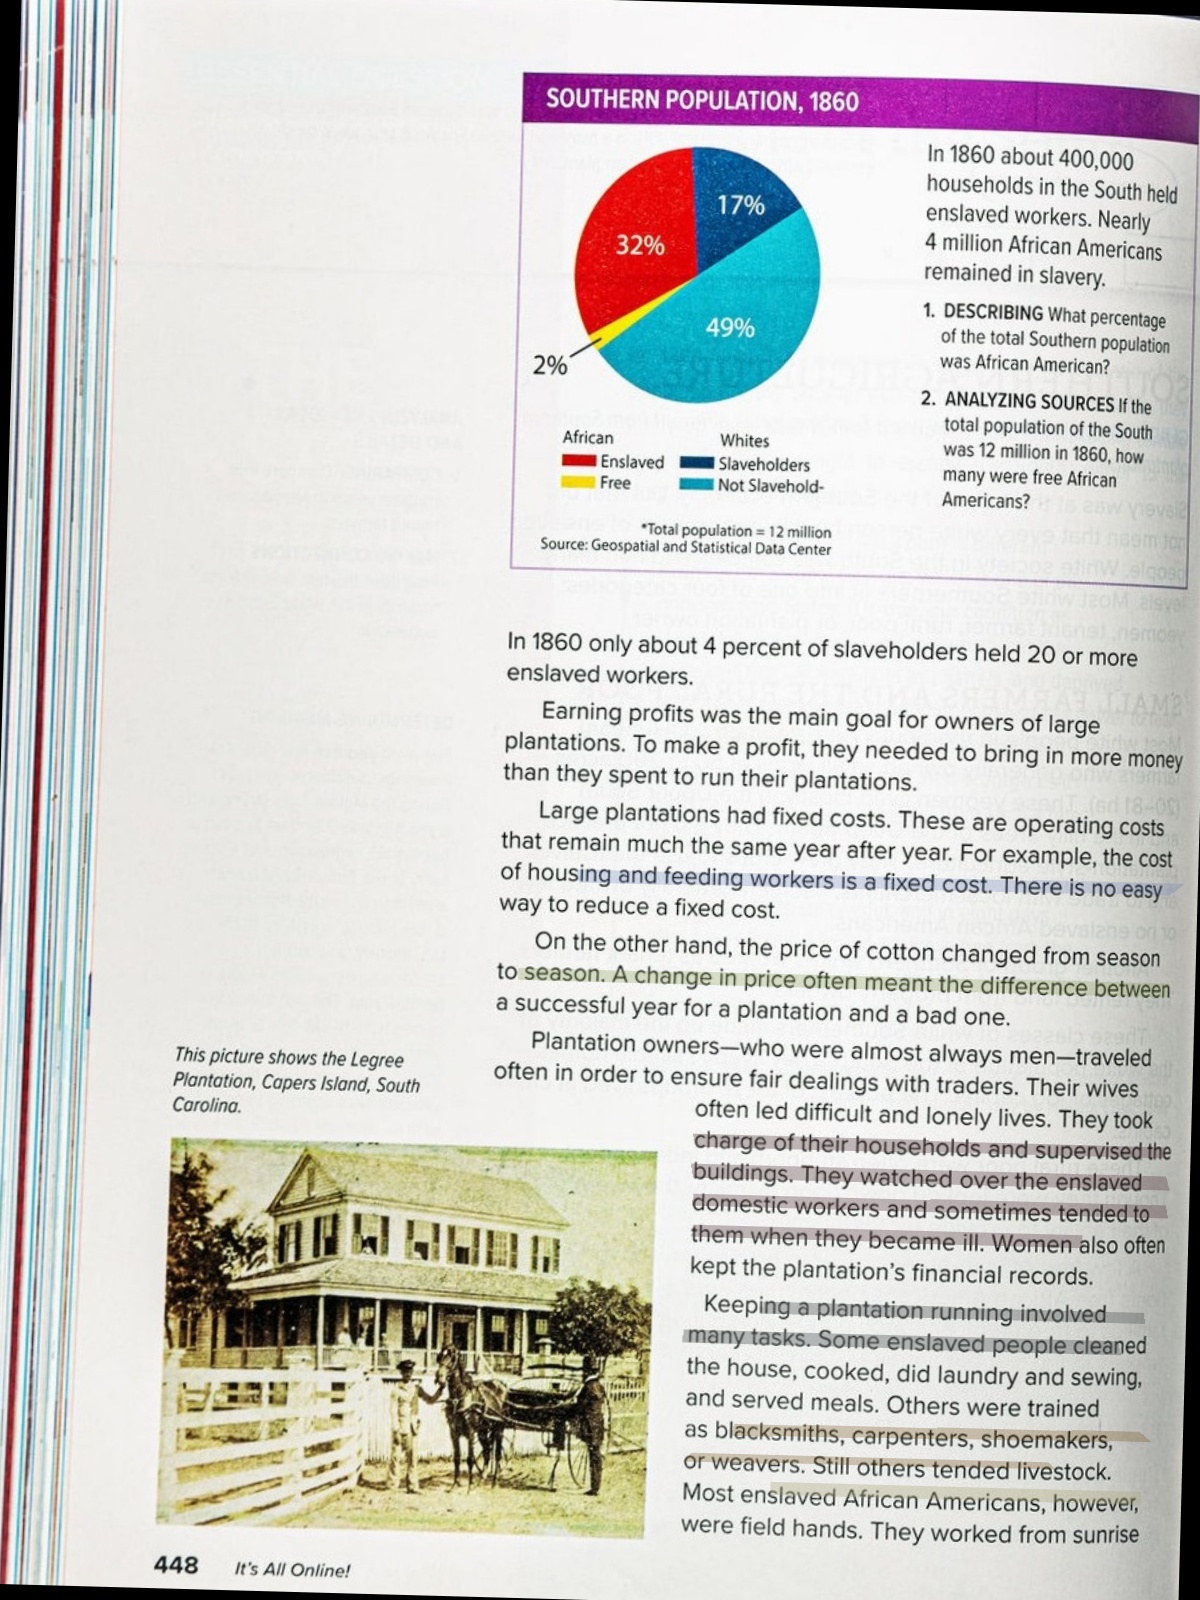 SOUTHERN POPULATION, 1860
17%
32%
49%
2%
African
Enslaved
Free
Whites
Slaveholders
Not Slavehold-
*Total population = 12 million
Source: Geospatial and Statistical Data Center
In 1860 about 400,000
households in the South held
enslaved workers. Nearly
4 million African Americans
remained in slavery.
1. DESCRIBING What percentage
of the total Southern population
was African American?
2. ANALYZING SOURCES If the
total population of the South
was 12 million in 1860, how
many were free African
Americans?
In 1860 only about 4 percent of slaveholders held 20 or more
enslaved workers.
Earning profits was the main goal for owners of large
plantations. To make a profit, they needed to bring in more money
than they spent to run their plantations.
Large plantations had fixed costs. These are operating costs
that remain much the same year after year. For example, the cost
of housing and feeding workers is a fixed cost. There is no easy
way to reduce a fixed cost.
On the other hand, the price of cotton changed from season
to season. A change in price often meant the difference between
a successful year for a plantation and a bad one.
Plantation owners—who were almost always men—traveled
often in order to ensure fair dealings with traders. Their wives
often led difficult and lonely lives. They took
charge of their households and supervised the
buildings. They watched over the enslaved
domestic workers and sometimes tended to
them when they became ill. Women also often
kept the plantation's financial records.
Keeping a plantation running involved
many tasks. Some enslaved people cleaned
the house, cooked, did laundry and sewing,
and served meals. Others were trained
as blacksmiths, carpenters, shoemakers,
or weavers. Still others tended livestock.
Most enslaved African Americans, however,
were field hands. They worked from sunrise
This picture shows the Legree
Plantation, Capers Island, South
Carolina.
448 It's All Online!